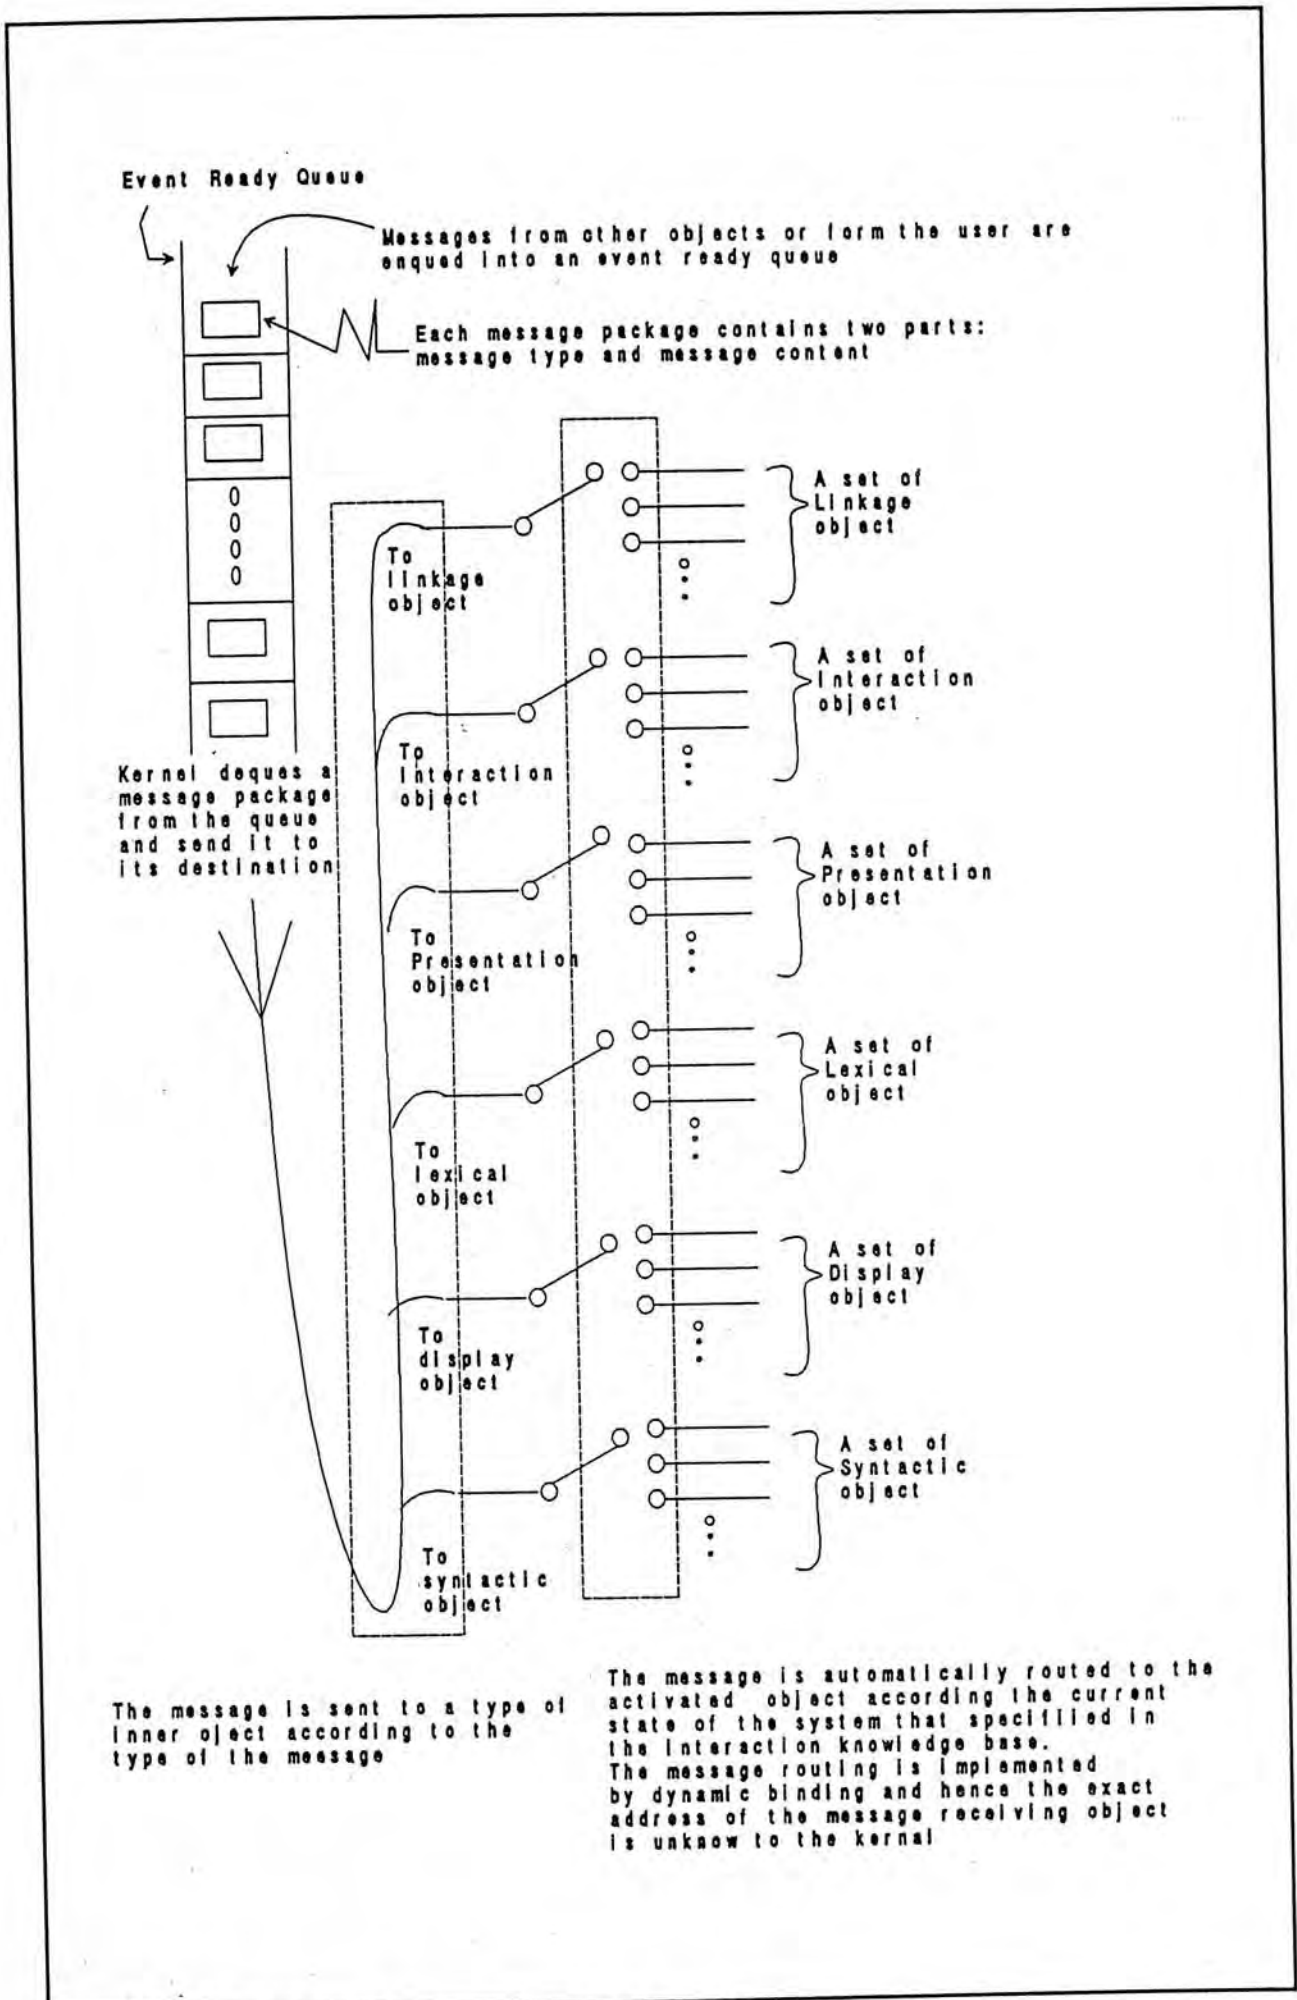 Event Ready Queue
Messages from other objects or form the user are
enqued into an event ready queue
Each message package contains two parts:
message type and message content
A set of
Linkage
object
To
linkage
object
A set of
Interaction
object
To
Interaction
object
Kernel deques a
message package
from the queue
and send it to
its destination
A set of
Presentation
object
To
Presentation
object
A set of
Lexical
object
To
lexical
object
A set of
Display
object
To
display
object
A set of
Syntactic
object
To
syntactic
object
The message is sent to a type of
inner oject according to the
type of the message
The message is automatically routed to the
activated object according the current
state of the system that specifiied in
the interaction knowledge base.
The message routing is implemented
by dynamic binding and hence the exact
address of the message receiving object
is unknow to the kernal